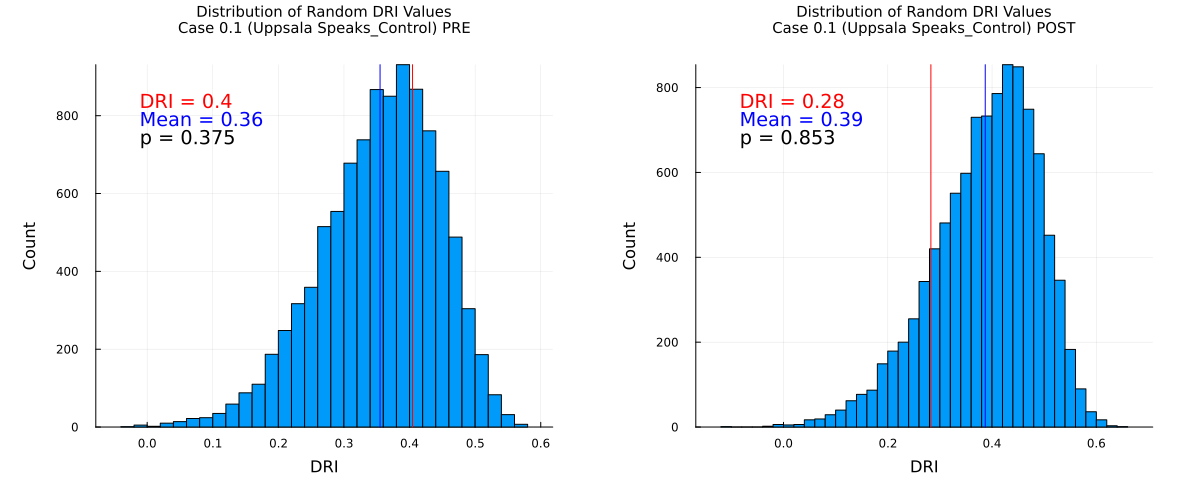 Distribution of Random DRI Values
Case 0.1 (Uppsala Speaks_Control) PRE
DRI = 0.4
Mean = 0.36
p = 0.375
Count
800
600
400
200
0
0.0 0.1 0.2 0.3 0.4 0.5 0.6
DRI
Distribution of Random DRI Values
Case 0.1 (Uppsala Speaks_Control) POST
DRI = 0.28
Mean = 0.39
p = 0.853
Count
800
600
400
200
0
0.0 0.2 0.4 0.6
DRI